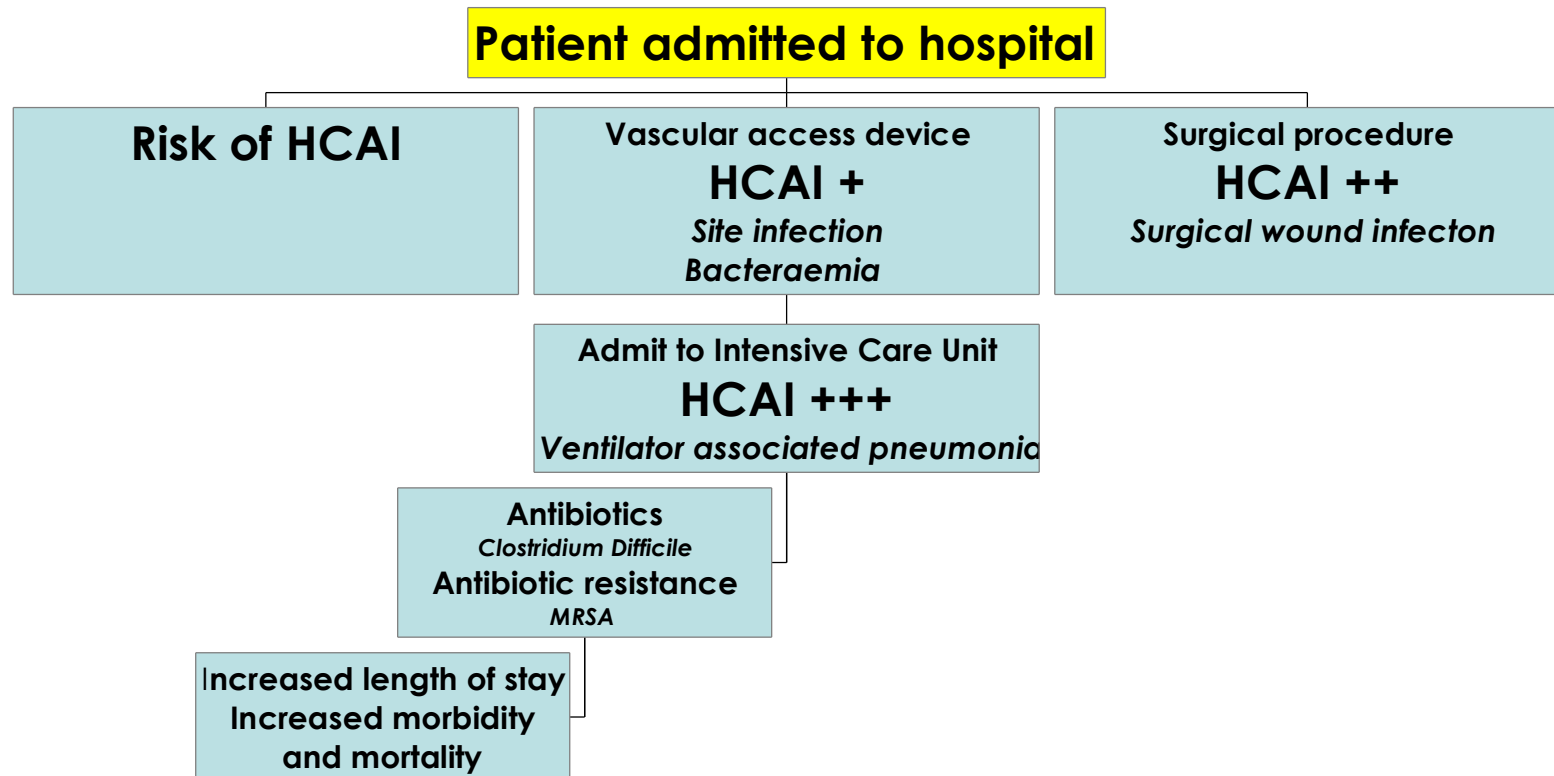 Patient admitted to hospital
Risk of HCAI
Vascular access device
HCAI +
Site infection
Bacteraemia
Surgical procedure
HCAI ++
Surgical wound infecton
Admit to Intensive Care Unit
HCAI +++
Ventilator associated pneumonia
Antibiotics
Clostridium Difficile
Antibiotic resistance
MRSA
Increased length of stay
Increased morbidity
and mortality